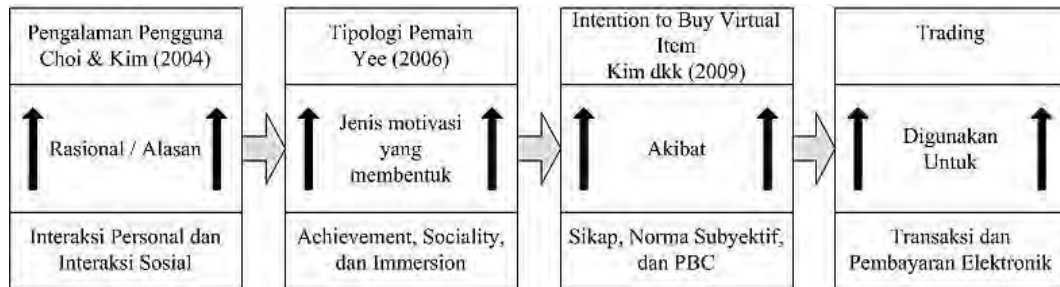 Pengalaman Pengguna
Choi & Kim (2004)
Rasional / Alasan
Interaksi Personal dan
Interaksi Sosial
Tipologi Pemain
Yee (2006)
Jenis motivasi
yang
membentuk
Achievement, Sociality,
dan Immersion
Intention to Buy Virtual
Item
Kim dkk (2009)
Akibat
Sikap, Norma Subyektif,
dan PBC
Trading
Digunakan
Untuk
Transaksi dan
Pembayaran Elektronik